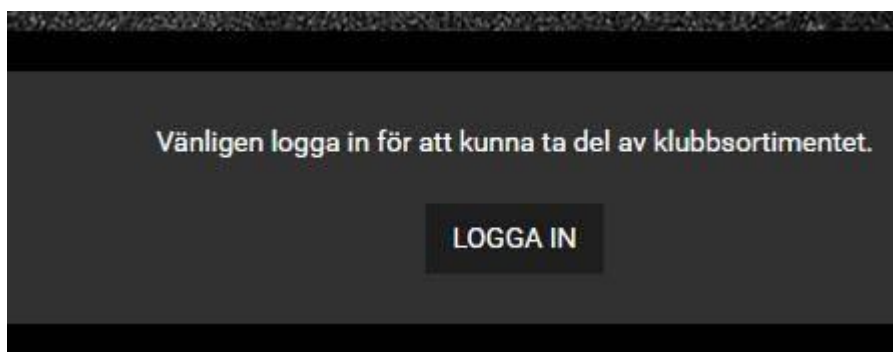 Vänligen logga in för att kunna ta del av klubbsortimentet.
LOGGA IN